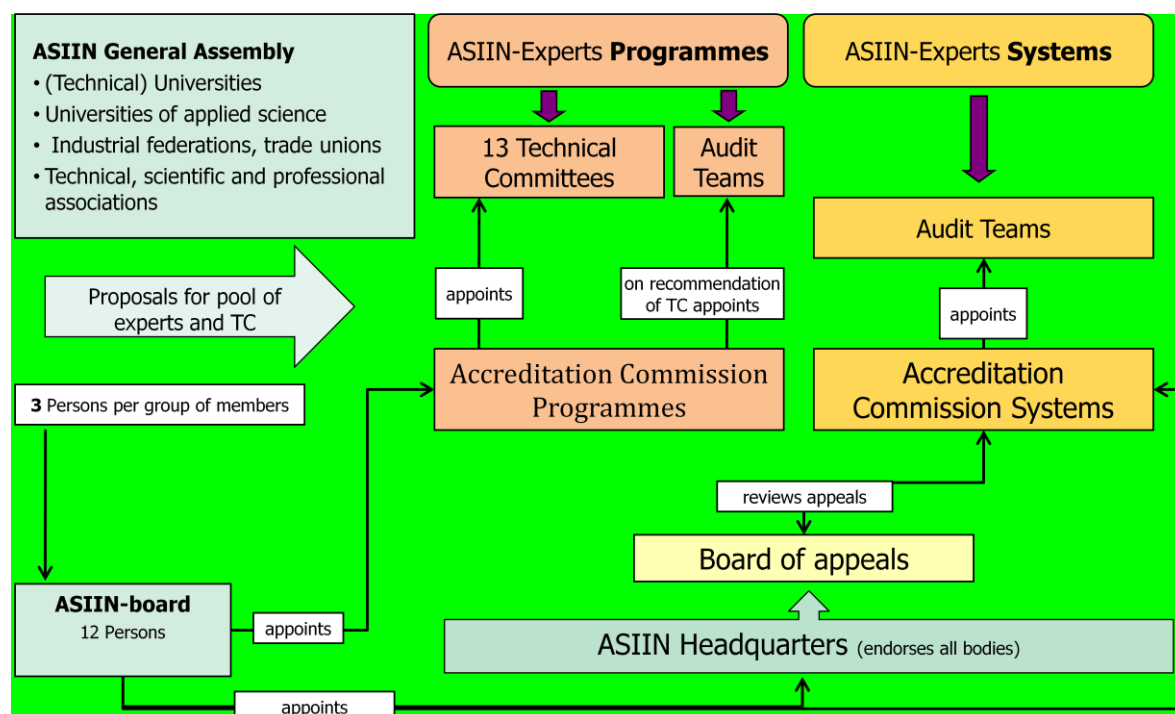 ASIIN General Assembly
• (Technical) Universities
• Universities of applied science
• Industrial federations, trade unions
• Technical, scientific and professional
associations
ASIIN-Experts Programmes
ASIIN-Experts Systems
13 Technical
Committees
Audit
Teams
Audit Teams
Proposals for pool of
experts and TC
appoints
on recommendation
of TC appoints
appoints
3 Persons per group of members
Accreditation Commission
Programmes
Accreditation
Commission Systems
reviews appeals
Board of appeals
ASIIN-board
12 Persons
appoints
ASIIN Headquarters (endorses all bodies)
appoints